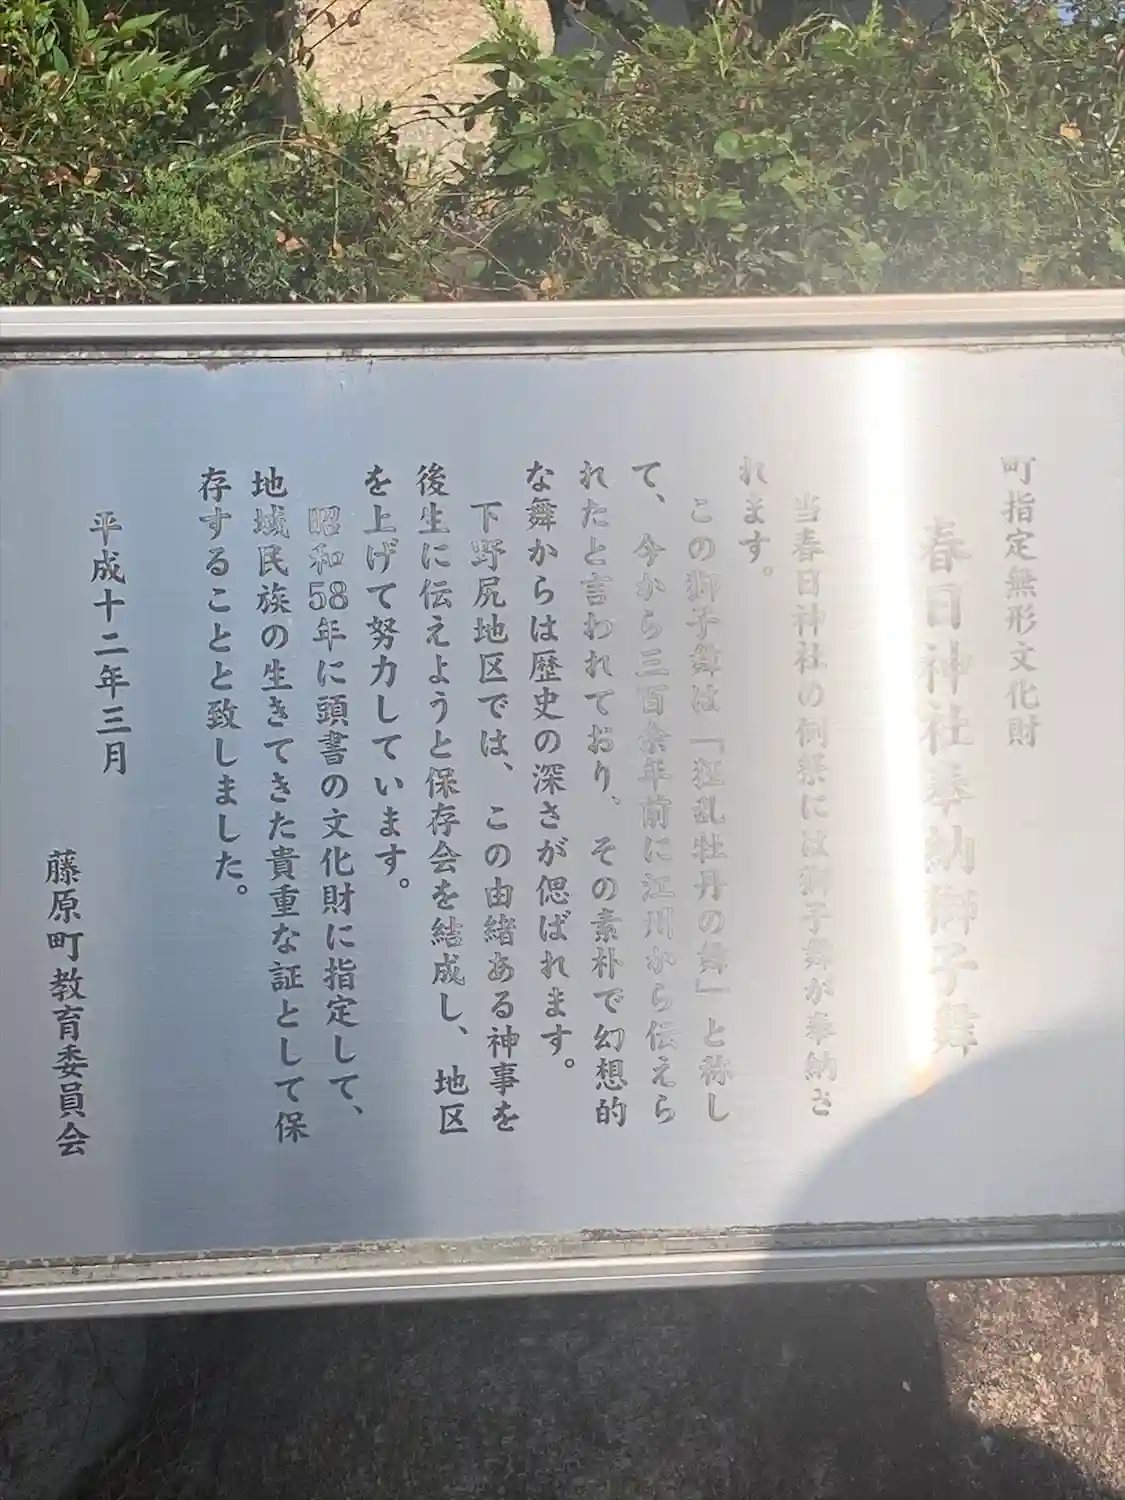 町指定無形文化財
春日神社奉納獅子舞
当春日神社の例祭には獅子舞が奉納さ
れます。
この獅子舞は「狂乱牡丹の舞」と称し
て、今から三百余年前に江川から伝えら
れたと言われており、その素朴で幻想的
な舞からは歴史の深さが偲ばれます。
下野尻地区では、この由緒ある神事を
後生に伝えようと保存会を結成し、地区
を上げて努力しています。
昭和58年に頭書の文化財に指定して、
地域民族の生きてきた貴重な証として保
存することと致しました。
平成十二年三月
藤原町教育委員会